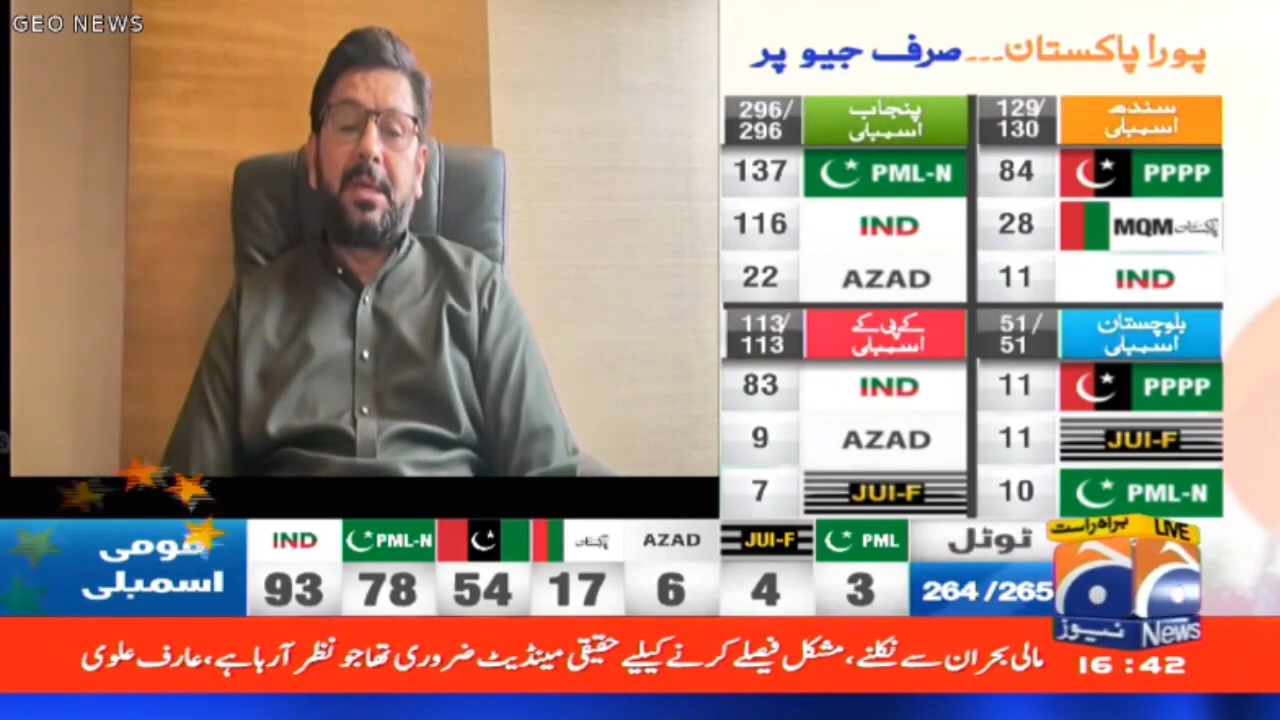 GEO NEWS
پورا پاکستان... صرف جیو پر
296/296
پنجاب اسمبلی
137 PML-N
116 IND
22 AZAD
129/130
سندھ اسمبلی
84 PPPP
28 MQM پاکستان
11 IND
113/113
کے پی کے اسمبلی
83 IND
9 AZAD
7 JUI-F
51/51
بلوچستان اسمبلی
11 PPPP
11 JUI-F
10 PML-N
قومی اسمبلی
IND PML-N پاکستان AZAD JUI-F PML ٹوٹل
93 78 54 17 6 4 3 264/265
براہ راست LIVE
جیو نیوز News
مالی بحران سے نکلنے، مشکل فیصلے کرنے کیلیے حقیقی مینڈیٹ ضروری تھا جو نظر آرہا ہے، عارف علوی
16:42